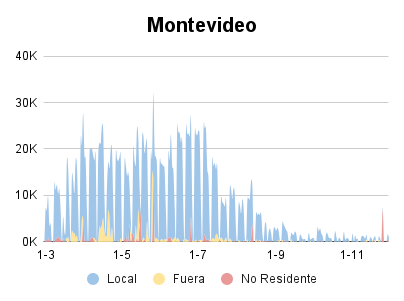 Montevideo
40K
30K
20K
10K
0K
1-3 1-5 1-7 1-9 1-11
Local Fuera No Residente